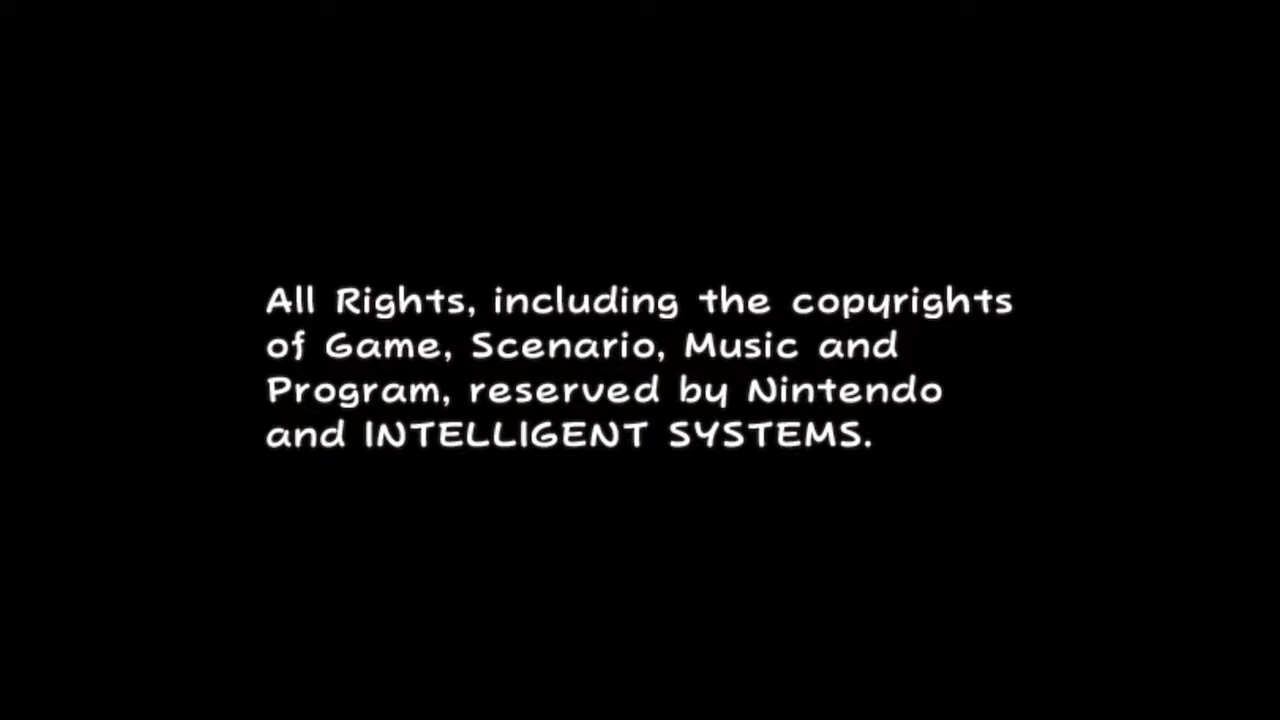 All Rights, including the copyrights
of Game, Scenario, Music and
Program, reserved by Nintendo
and INTELLIGENT SYSTEMS.